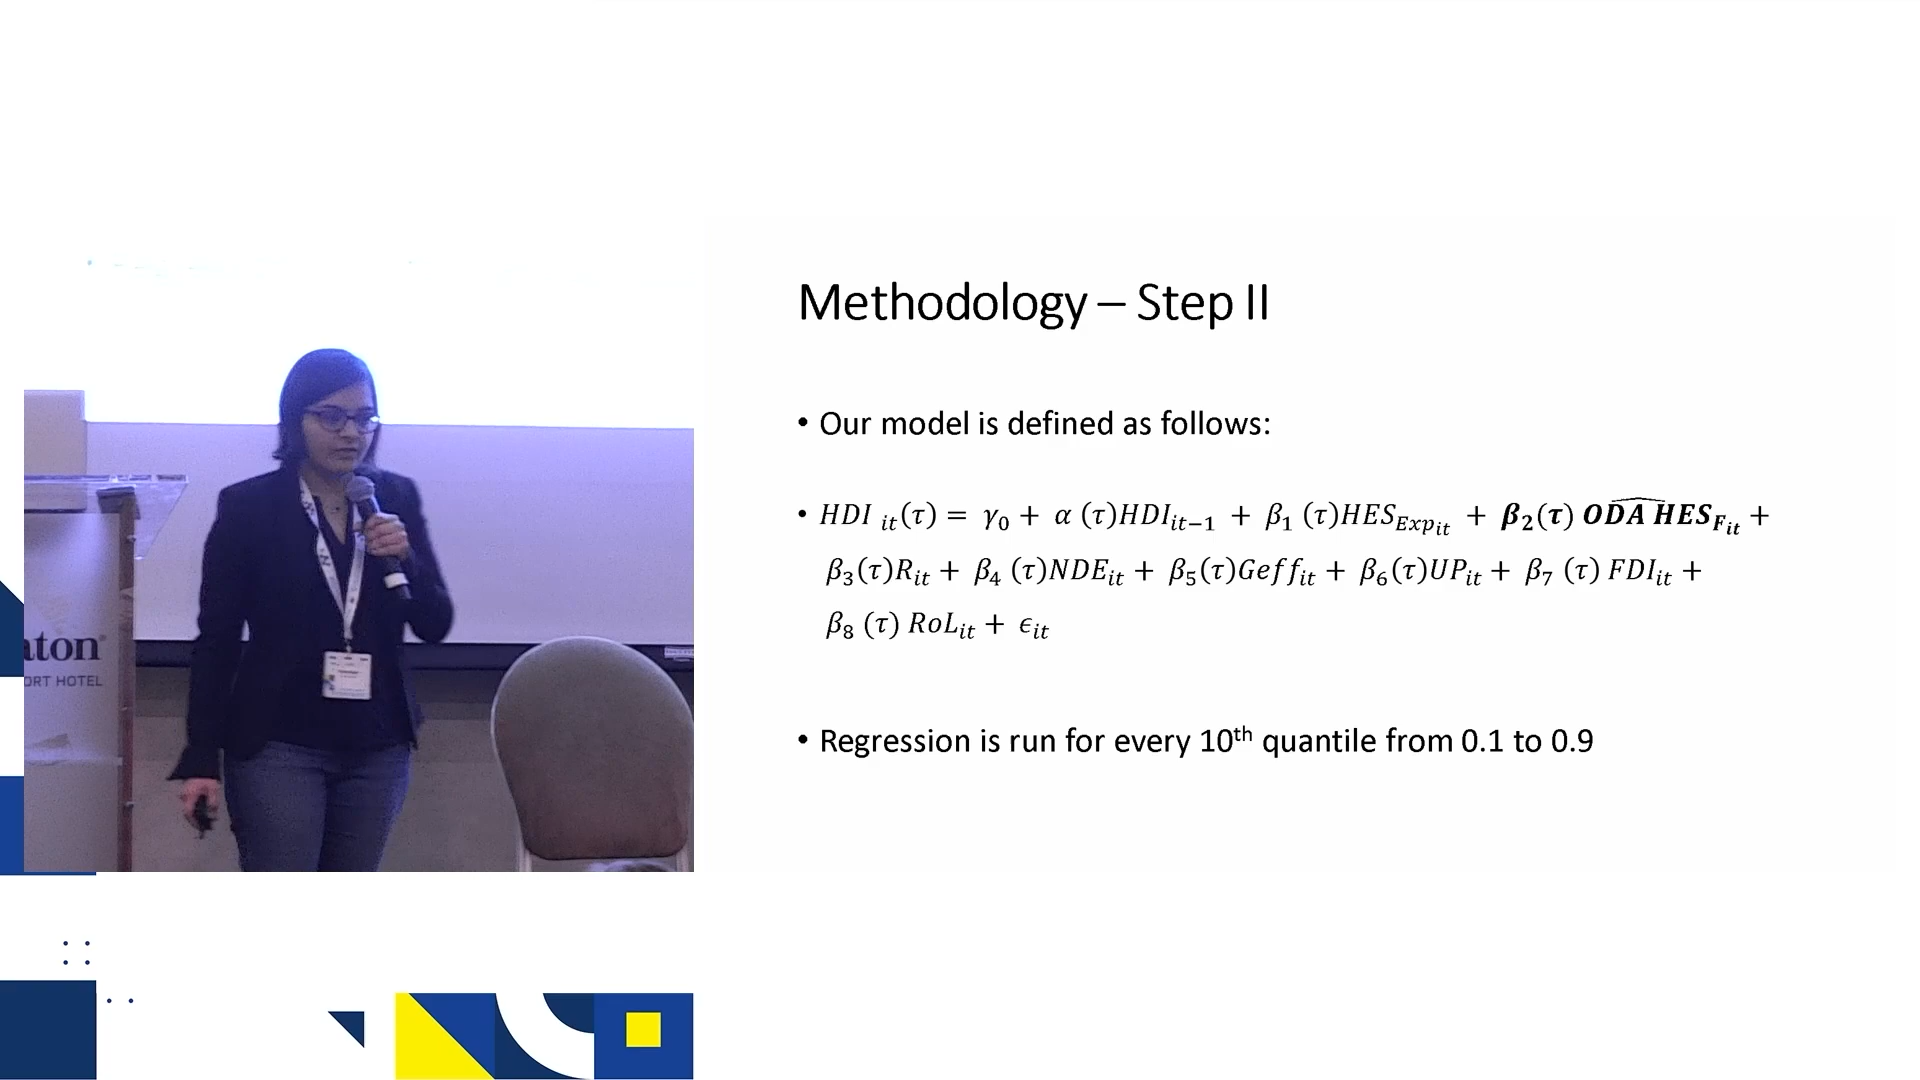 Methodology – Step II
• Our model is defined as follows:
• HDI it(τ) = γ0 + α (τ)HDIit−1 + β1 (τ)HESExpit + β2(τ) ODA HESFit +
β3(τ)Rit + β4 (τ)NDEit + β5(τ)Geffit + β6(τ)UPit + β7 (τ) FDIit +
β8 (τ) RoLit + ϵit
• Regression is run for every 10th quantile from 0.1 to 0.9
aton
ORT HOTEL